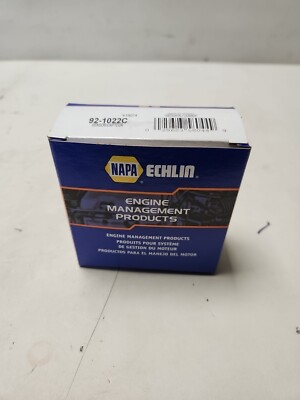 92-1022C
NAPA ECHLIN
ENGINE
MANAGEMENT
PRODUCTS
ENGINE MANAGEMENT PRODUCTS
PRODUITS POUR SYSTÈME
DE GESTION DU MOTEUR
PRODUCTOS PARA EL MANEJO DEL MOTOR